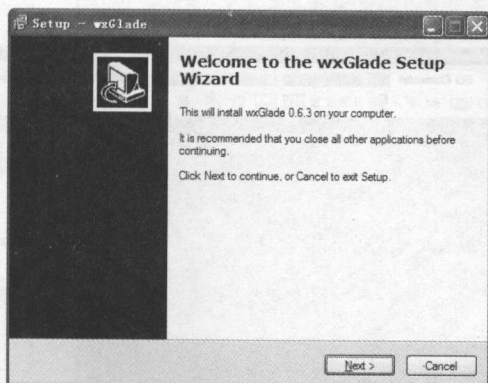 Setup - wxGlade
Welcome to the wxGlade Setup
Wizard
This will install wxGlade 0.6.3 on your computer.
It is recommended that you close all other applications before
continuing.
Click Next to continue, or Cancel to exit Setup.
Next >
Cancel